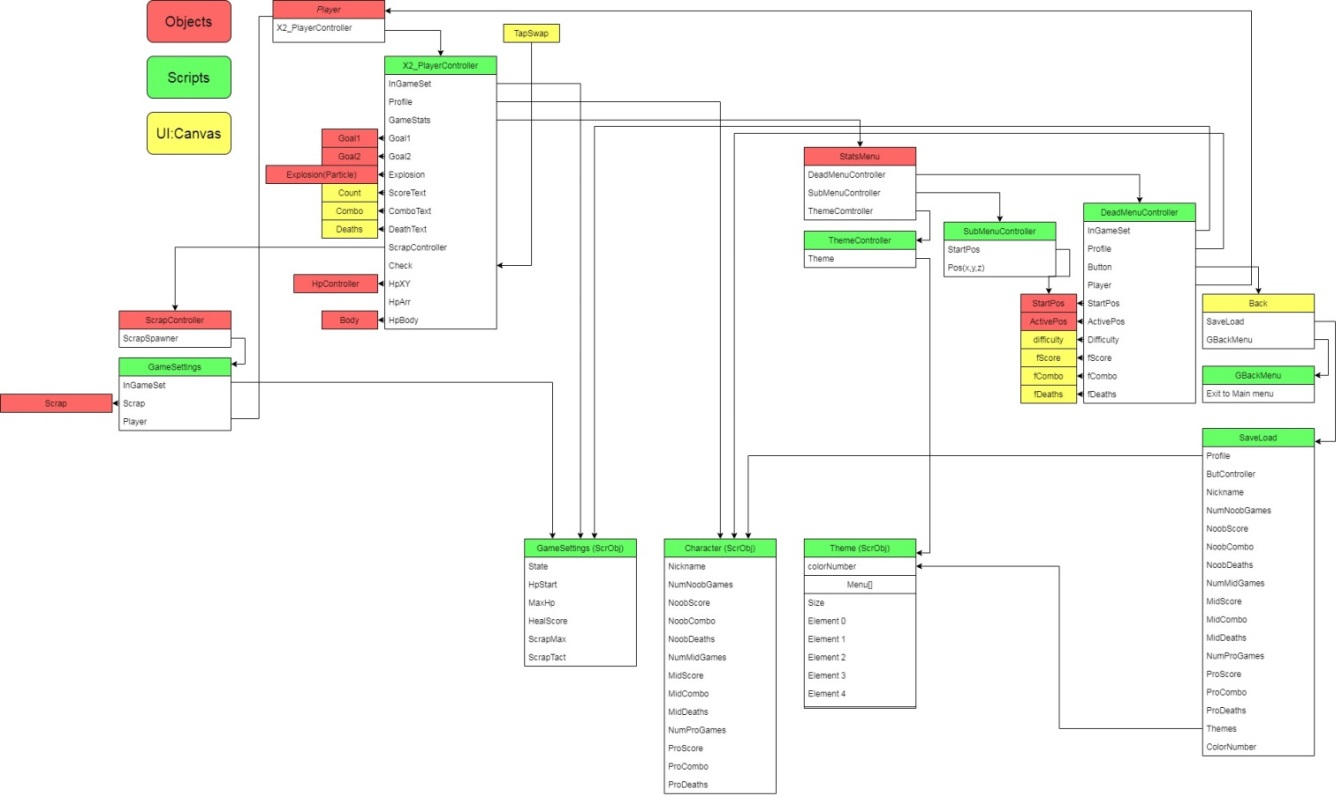 Objects
Scripts
UI:Canvas
Player
X2_PlayerController
TapSwap
X2_PlayerController
InGameSet
Profile
GameStats
Goal1
Goal2
Explosion
ScoreText
ComboText
DeathText
ScrapController
Check
HpXY
HpArr
HpBody
Goal1
Goal2
Explosion(Particle)
Count
Combo
Deaths
HpController
Body
ScrapController
ScrapSpawner
GameSettings
InGameSet
Scrap
Player
Scrap
StatsMenu
DeadMenuController
SubMenuController
ThemeComtroller
ThemeController
Theme
SubMenuController
StartPos
Pos(x,y,z)
DeadMenuController
InGameSet
Profile
Button
Player
StartPos
ActivePos
Difficulty
fScore
fCombo
fDeaths
StartPos
ActivePos
difficulty
fScore
fCombo
fDeaths
Back
SaveLoad
GBackMenu
GBackMenu
Exit to Main menu
SaveLoad
Profile
ButController
Nickname
NumNoobGames
NoobScore
NoobCombo
NoobDeaths
NumMidGames
MidScore
MidCombo
MidDeaths
NumProGames
ProScore
ProCombo
ProDeaths
Themes
ColorNumber
GameSettings (ScrObj)
State
HpStart
MaxHp
HealScore
ScrapMax
ScrapTact
Character (ScrObj)
Nickname
NumNoobGames
NoobScore
NoobCombo
NoobDeaths
NumMidGames
MidScore
MidCombo
MidDeaths
NumProGames
ProScore
ProCombo
ProDeaths
Theme (ScrObj)
colorNumber
Menu[]
Size
Element 0
Element 1
Element 2
Element 3
Element 4